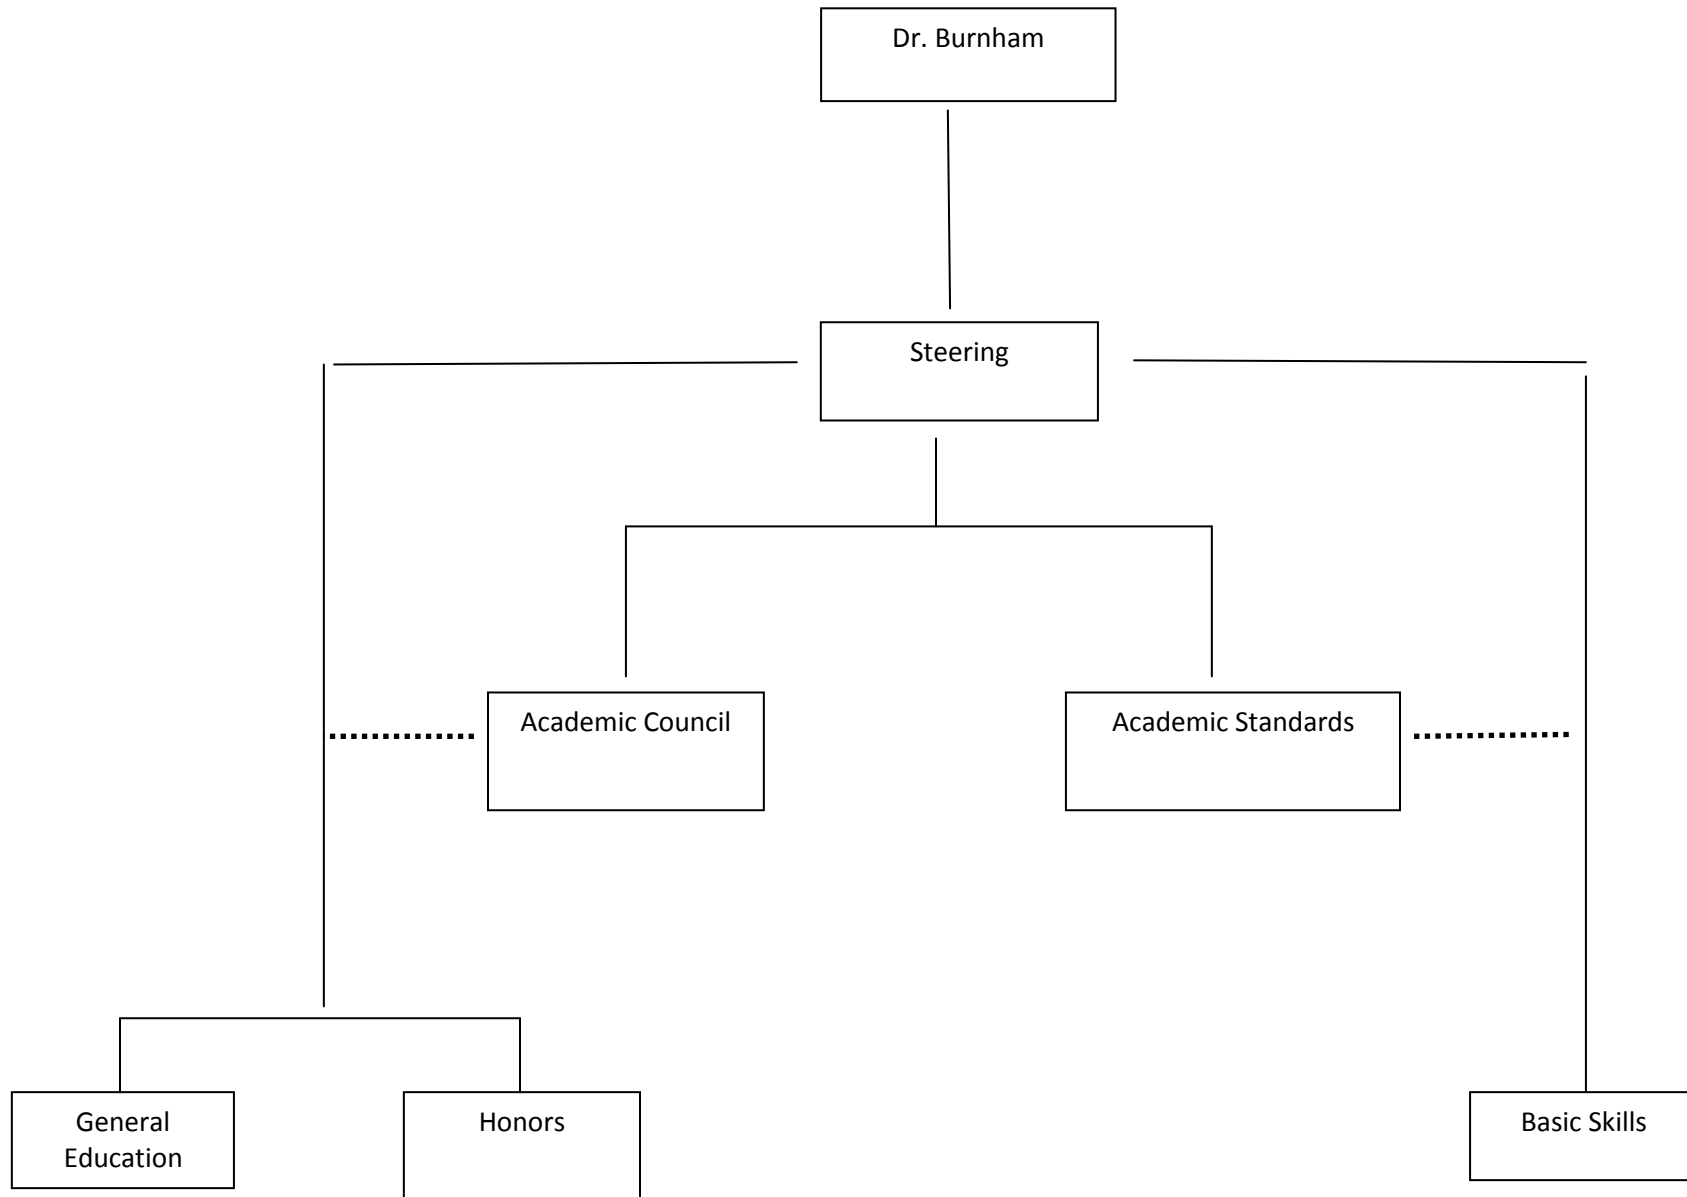 Dr. Burnham
Steering
Academic Council
Academic Standards
General
Education
Honors
Basic Skills